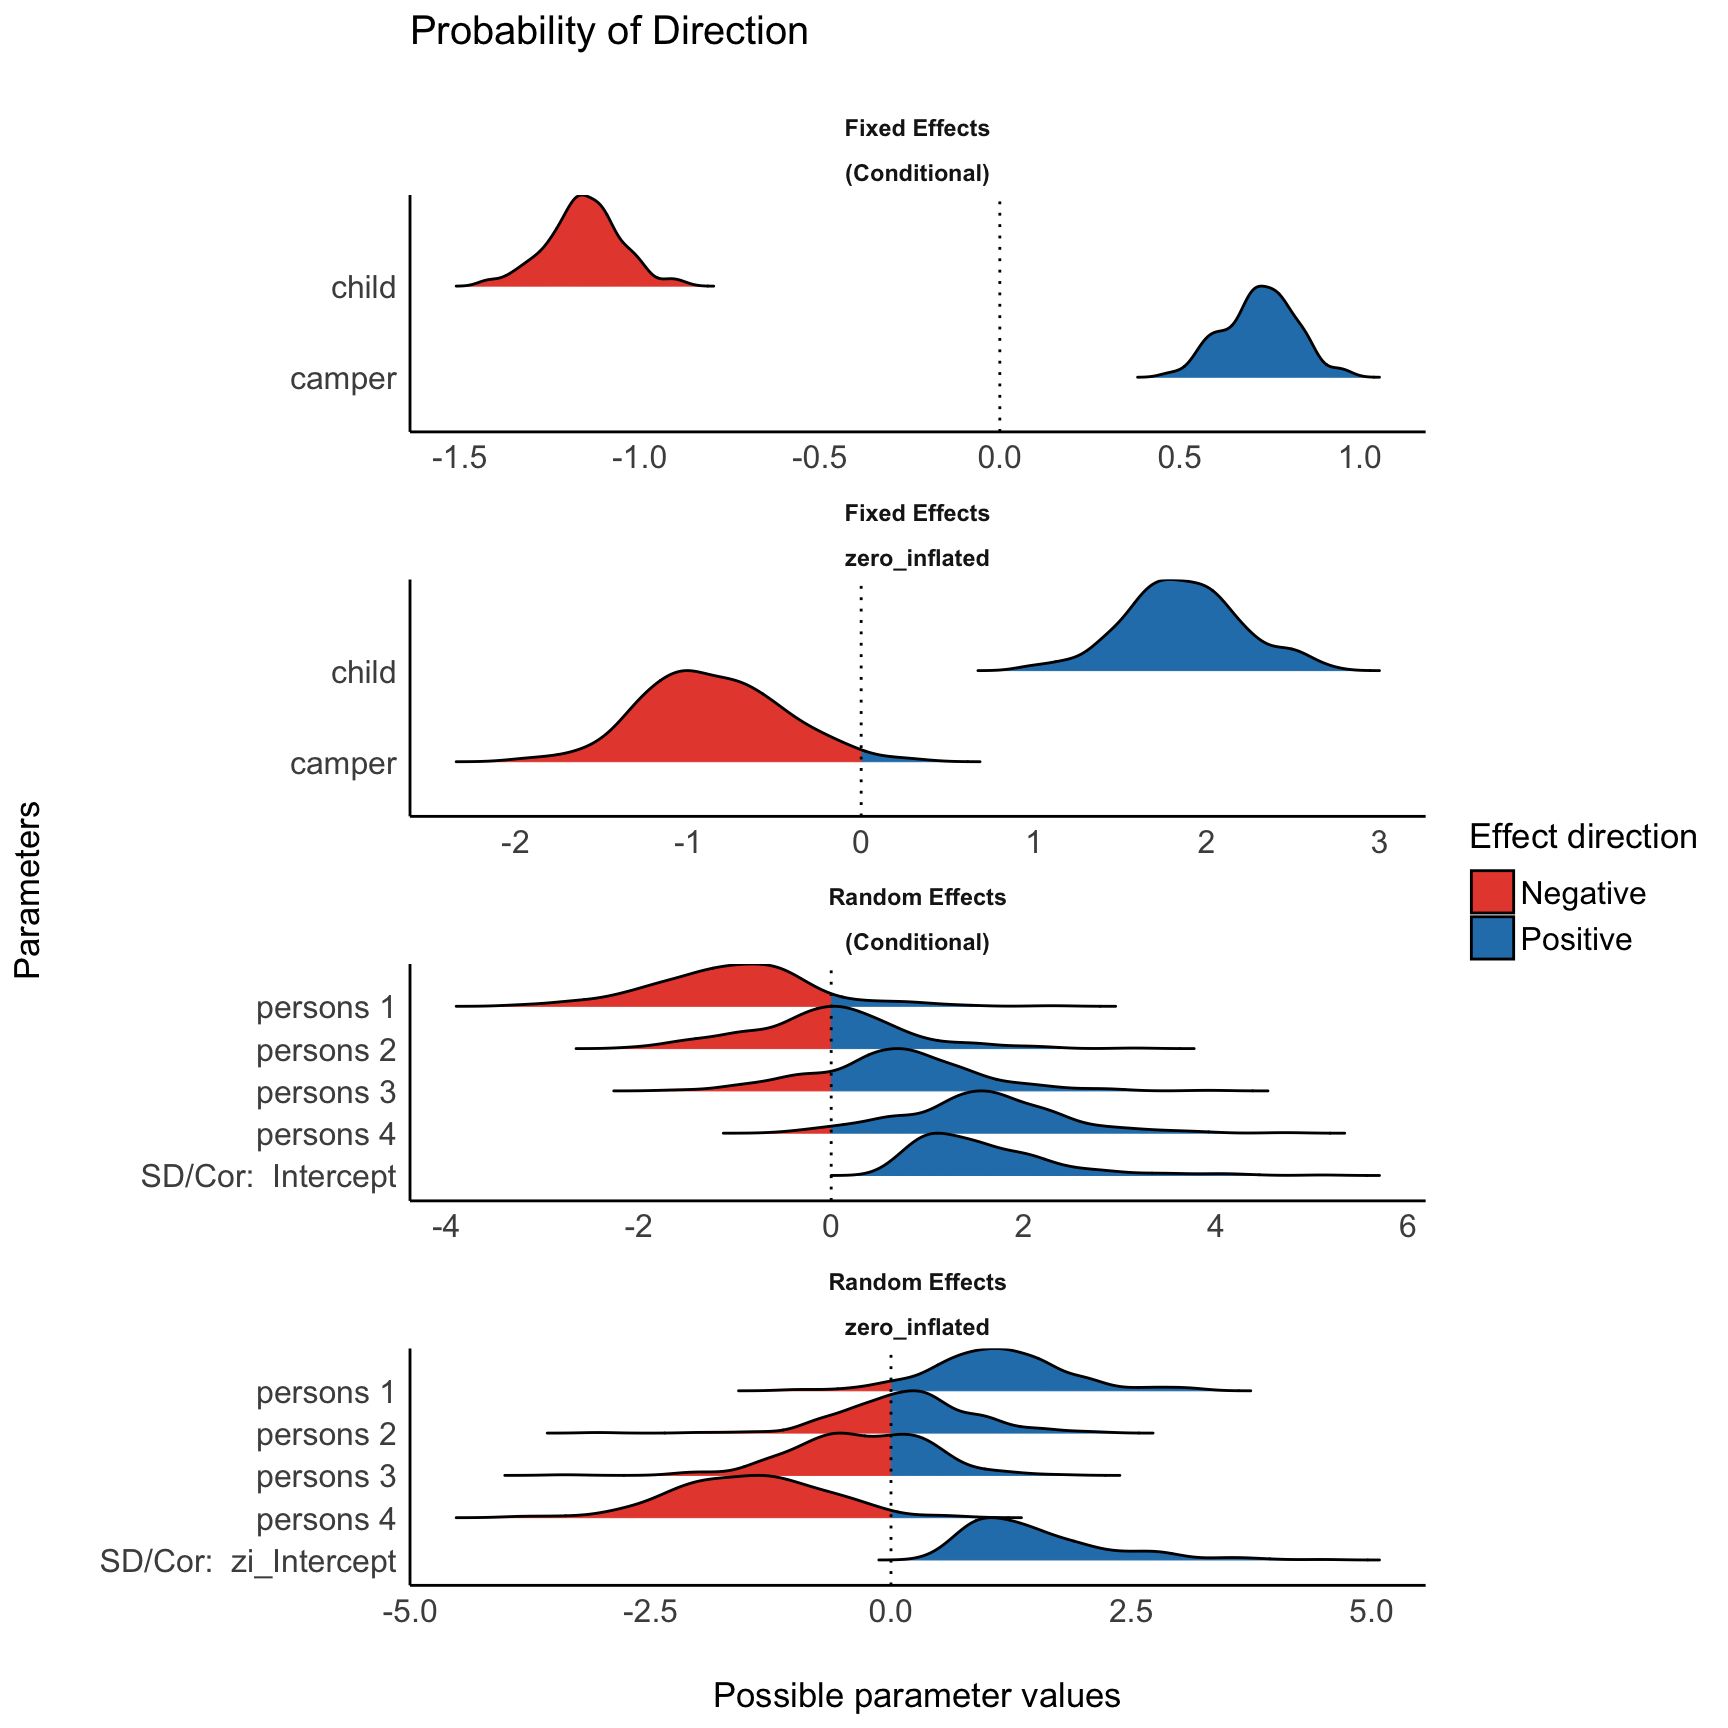 Probability of Direction
Fixed Effects
(Conditional)
child
camper
-1.5 -1.0 -0.5 0.0 0.5 1.0
Fixed Effects
zero_inflated
child
camper
-2 -1 0 1 2 3
Parameters
Effect direction
Negative
Positive
Random Effects
(Conditional)
persons 1
persons 2
persons 3
persons 4
SD/Cor:  Intercept
-4 -2 0 2 4 6
Random Effects
zero_inflated
persons 1
persons 2
persons 3
persons 4
SD/Cor:  zi_Intercept
-5.0 -2.5 0.0 2.5 5.0
Possible parameter values